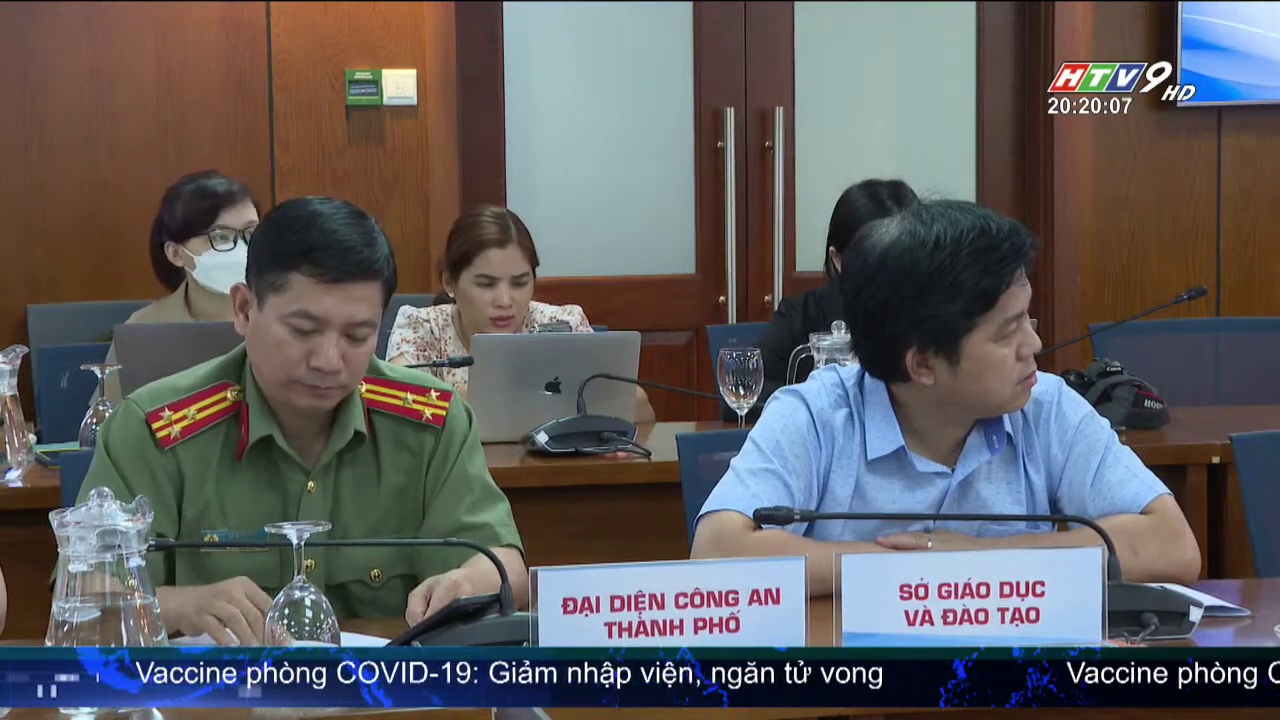 HTV9 HD
20:20:07
Canon
ĐẠI DIỆN CÔNG AN
THÀNH PHỐ
SỞ GIÁO DỤC
VÀ ĐÀO TẠO
Vaccine phòng COVID-19: Giảm nhập viện, ngăn tử vong
Vaccine phòng C